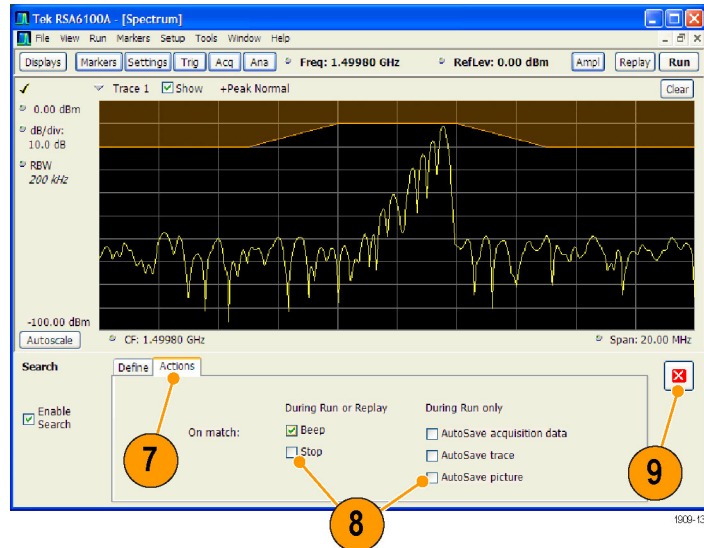 Tek RSA6100A - [Spectrum]
File View Run Markers Setup Tools Window Help
Displays Markers Settings Trig Acq Ana Freq: 1.49980 GHz RefLev: 0.00 dBm Ampl Replay Run
Trace 1 Show +Peak Normal Clear
0.00 dBm
dB/div:
10.0 dB
RBW
200 kHz
-100.00 dBm
Autoscale CF: 1.49980 GHz Span: 20.00 MHz
Search Define Actions
Enable
Search
During Run or Replay During Run only
On match: Beep AutoSave acquisition data
Stop AutoSave trace
AutoSave picture
7
8
9
1909-13